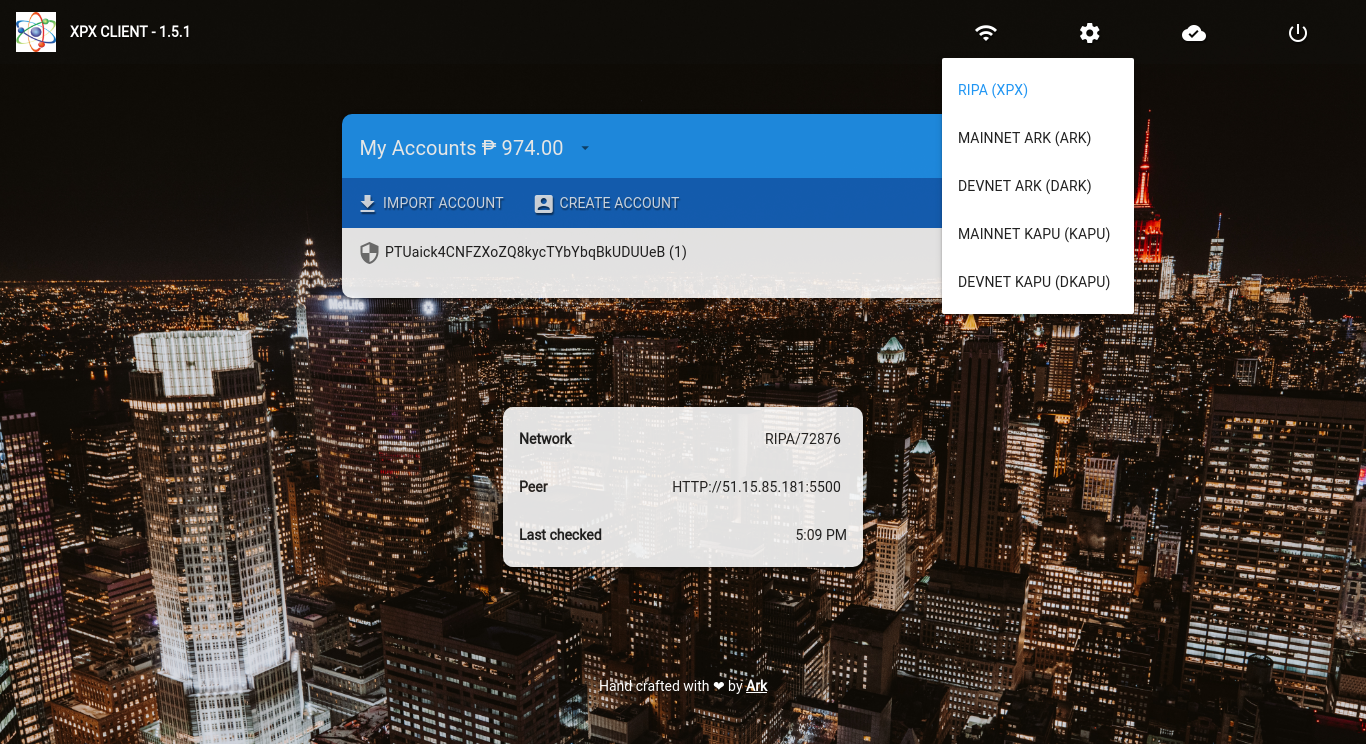 XPX CLIENT - 1.5.1
RIPA (XPX)
MAINNET ARK (ARK)
DEVNET ARK (DARK)
MAINNET KAPU (KAPU)
DEVNET KAPU (DKAPU)
My Accounts ₱ 974.00
IMPORT ACCOUNT CREATE ACCOUNT
PTUaick4CNFZXoZQ8kycTYbYbqBkUDUUeB (1)
MetLife
Network RIPA/72876
Peer HTTP://51.15.85.181:5500
Last checked 5:09 PM
Hand crafted with ❤ by Ark